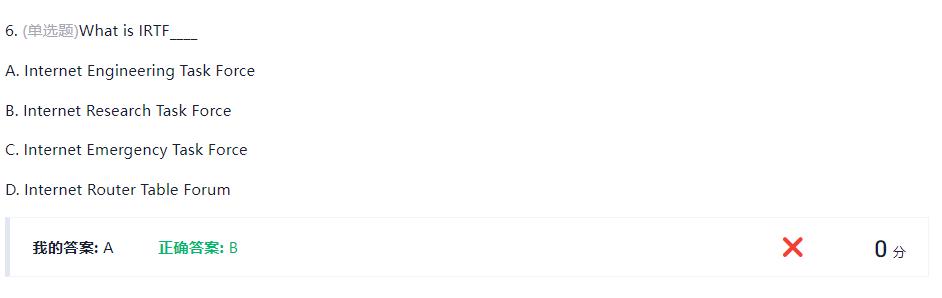 6. (单选题)What is IRTF____
A. Internet Engineering Task Force
B. Internet Research Task Force
C. Internet Emergency Task Force
D. Internet Router Table Forum
我的答案: A 正确答案: B 0 分